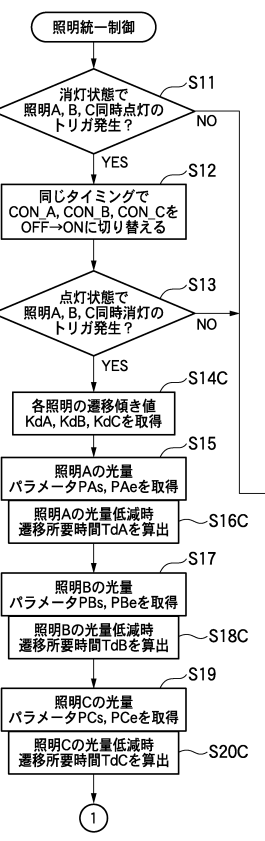 照明統一制御
S11
消灯状態で
照明A, B, C同時点灯の
トリガ発生？
NO
YES
S12
同じタイミングで
CON_A, CON_B, CON_Cを
OFF→ONに切り替える
S13
点灯状態で
照明A, B, C同時消灯の
トリガ発生？
NO
YES
S14C
各照明の遷移傾き値
KdA, KdB, KdCを取得
S15
照明Aの光量
パラメータPAs, PAeを取得
照明Aの光量低減時
遷移所要時間TdAを算出
S16C
S17
照明Bの光量
パラメータPBs, PBeを取得
照明Bの光量低減時
遷移所要時間TdBを算出
S18C
S19
照明Cの光量
パラメータPCs, PCeを取得
照明Cの光量低減時
遷移所要時間TdCを算出
S20C
1